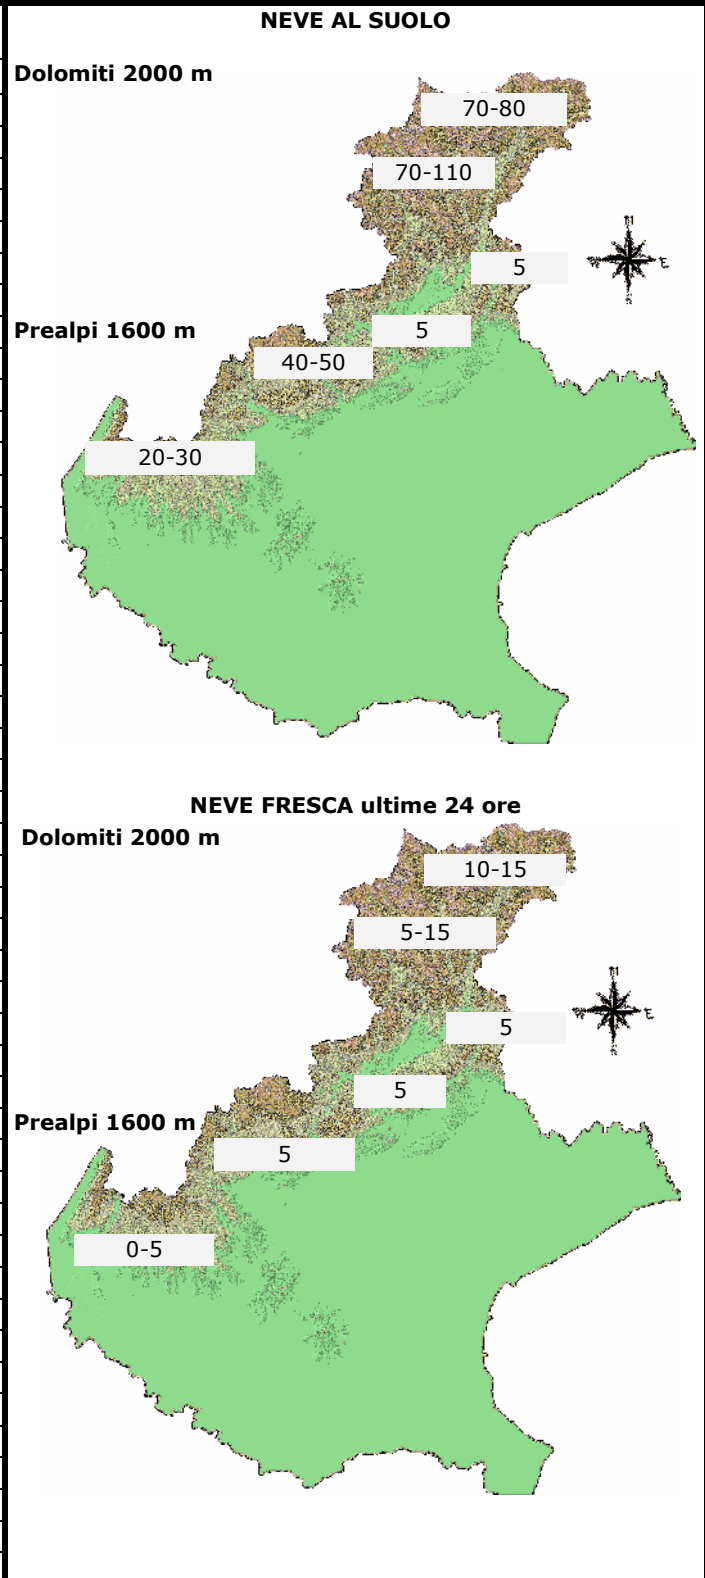 NEVE AL SUOLO
Dolomiti 2000 m
70-80
70-110
N
W E
S
5
Prealpi 1600 m
5
40-50
20-30
NEVE FRESCA ultime 24 ore
Dolomiti 2000 m
10-15
5-15
N
W E
S
5
5
Prealpi 1600 m
5
0-5